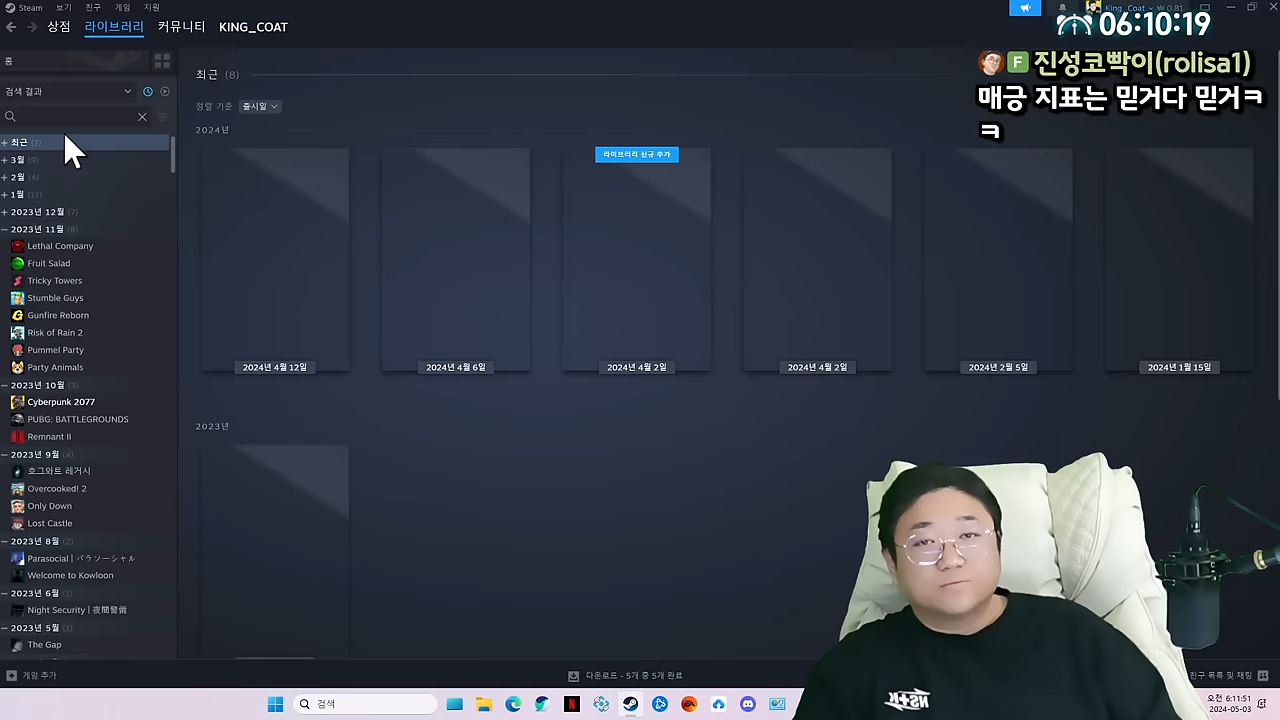 Steam 보기 친구 게임 지원
King_Coat ₩ 0.81
상점 라이브러리 커뮤니티 KING_COAT
06:10:19
홈
최근 (8)
F 진성코빡이(rolisa1)
매긍 지표는 믿거다 믿거ㅋ
ㅋ
검색 결과
정렬 기준 출시일
2024년
+ 최근 (7)
+ 3월 (9)
+ 2월 (4)
+ 1월 (11)
+ 2023년 12월 (7)
– 2023년 11월 (8)
Lethal Company
Fruit Salad
Tricky Towers
Stumble Guys
Gunfire Reborn
Risk of Rain 2
Pummel Party
Party Animals
– 2023년 10월 (3)
Cyberpunk 2077
PUBG: BATTLEGROUNDS
Remnant II
– 2023년 9월 (4)
호그와트 레거시
Overcooked! 2
Only Down
Lost Castle
– 2023년 8월 (2)
Parasocial | パラソーシャル
Welcome to Kowloon
– 2023년 6월 (1)
Night Security | 夜間警備
– 2023년 5월 (1)
The Gap
라이브러리 신규 추가
2024년 4월 12일
2024년 4월 6일
2024년 4월 2일
2024년 4월 2일
2024년 2월 5일
2024년 1월 15일
2023년
NS+K
게임 추가
다운로드 - 5개 중 5개 완료
친구 목록 및 채팅
검색
오전 6:11:51
2024-05-03